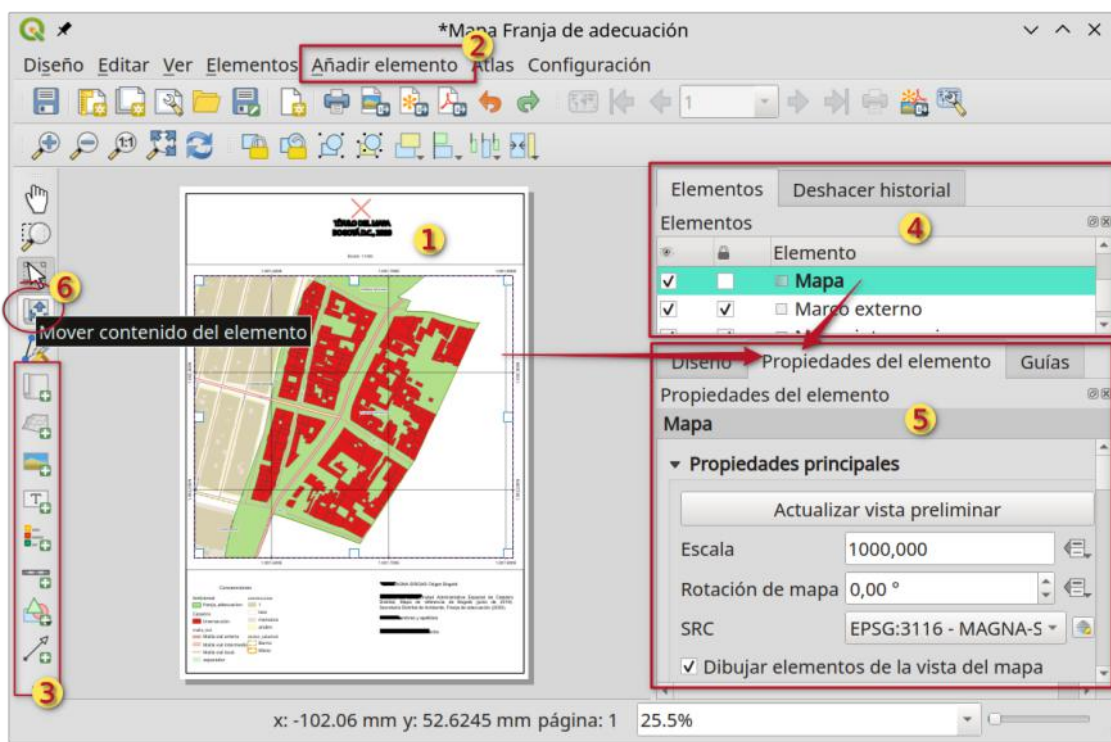 *Mapa Franja de adecuación
Diseño Editar Ver Elementos Añadir elemento Atlas Configuración
2
1
Elementos Deshacer historial
Elementos
4
Elemento
Mapa
Marco externo
6
Mover contenido del elemento
1
Diseño Propiedades del elemento Guías
Propiedades del elemento
5
Mapa
Propiedades principales
Actualizar vista preliminar
Escala 1000,000
Rotación de mapa 0,00 °
SRC EPSG:3116 - MAGNA-S
Dibujar elementos de la vista del mapa
3
Convenciones
x: -102.06 mm y: 52.6245 mm página: 1 25.5%